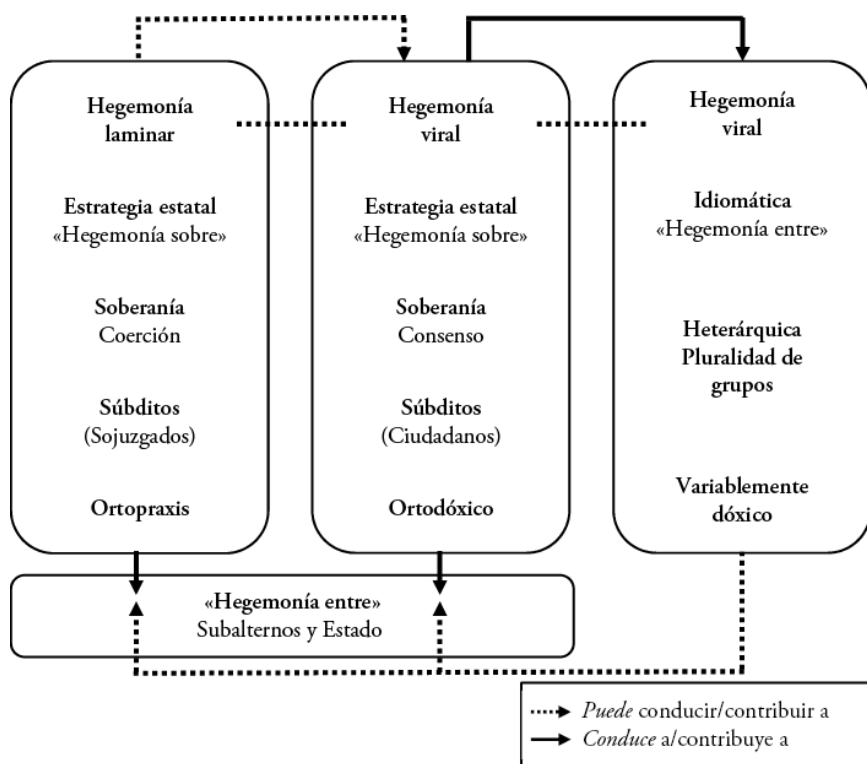 Hegemonía
laminar
Estrategia estatal
«Hegemonía sobre»
Soberanía
Coerción
Súbditos
(Sojuzgados)
Ortopraxis
Hegemonía
viral
Estrategia estatal
«Hegemonía sobre»
Soberanía
Consenso
Súbditos
(Ciudadanos)
Ortodóxico
Hegemonía
viral
Idiomática
«Hegemonía entre»
Heterárquica
Pluralidad de
grupos
Variablemente
dóxico
«Hegemonía entre»
Subalternos y Estado
Puede conducir/contribuir a
Conduce a/contribuye a